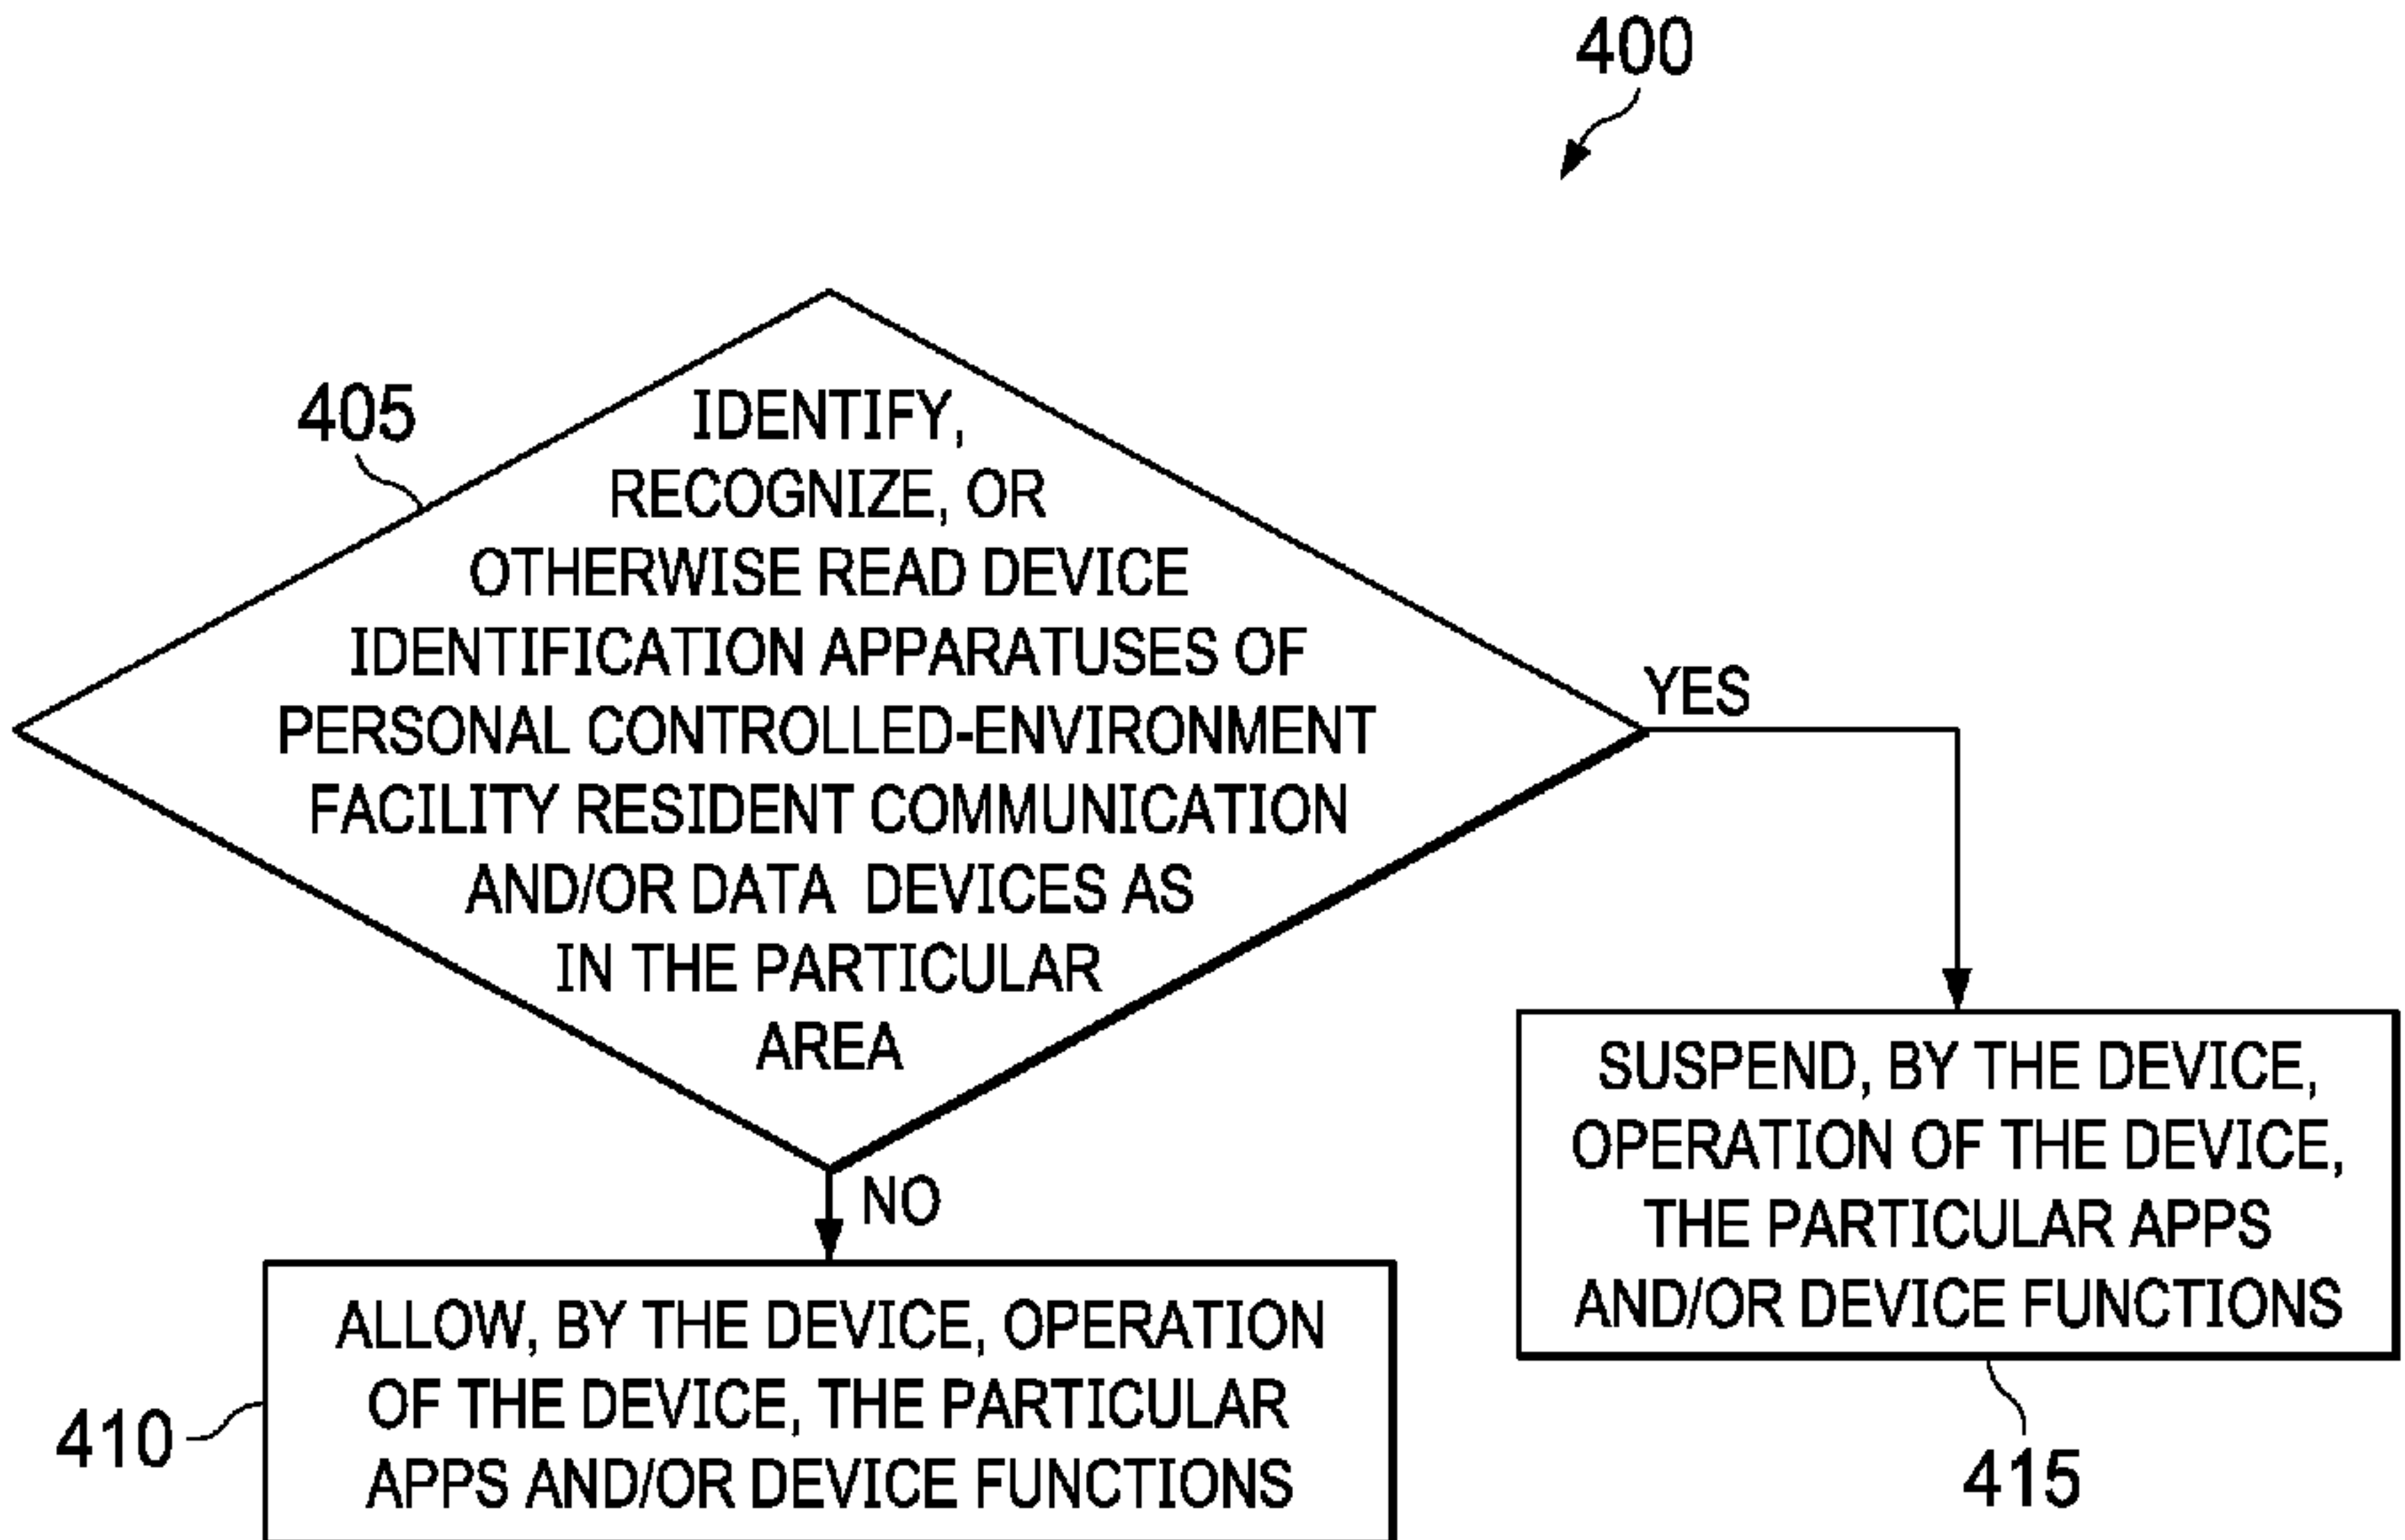 400
405
IDENTIFY,
RECOGNIZE, OR
OTHERWISE READ DEVICE
IDENTIFICATION APPARATUSES OF
PERSONAL CONTROLLED-ENVIRONMENT
FACILITY RESIDENT COMMUNICATION
AND/OR DATA DEVICES AS
IN THE PARTICULAR
AREA
YES
SUSPEND, BY THE DEVICE,
OPERATION OF THE DEVICE,
THE PARTICULAR APPS
AND/OR DEVICE FUNCTIONS
415
NO
ALLOW, BY THE DEVICE, OPERATION
OF THE DEVICE, THE PARTICULAR
APPS AND/OR DEVICE FUNCTIONS
410